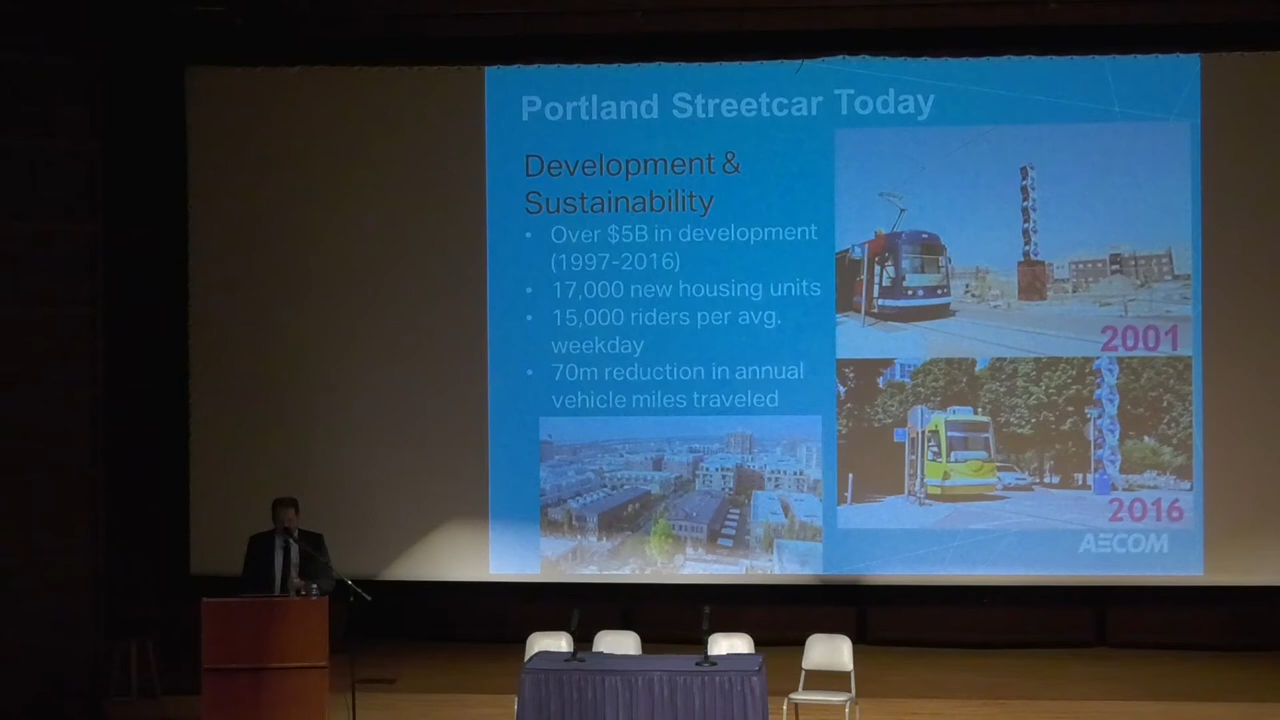 Portland Streetcar Today
Development &
Sustainability
• Over $5B in development
(1997-2016)
• 17,000 new housing units
• 15,000 riders per avg.
weekday
• 70m reduction in annual
vehicle miles traveled
2001
2016
AECOM